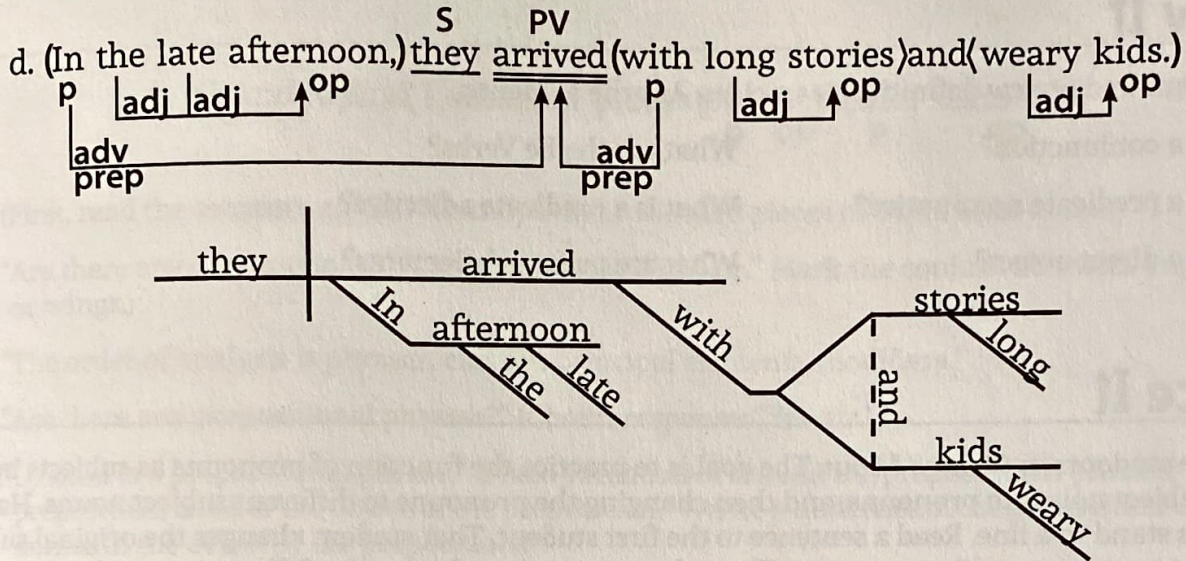 S PV
d. (In the late afternoon,) they arrived (with long stories) and (weary kids.)
p adj adj op p adj op adj op
adv adv
prep prep
they arrived
In afternoon
the late
with
stories
long
and
kids
weary